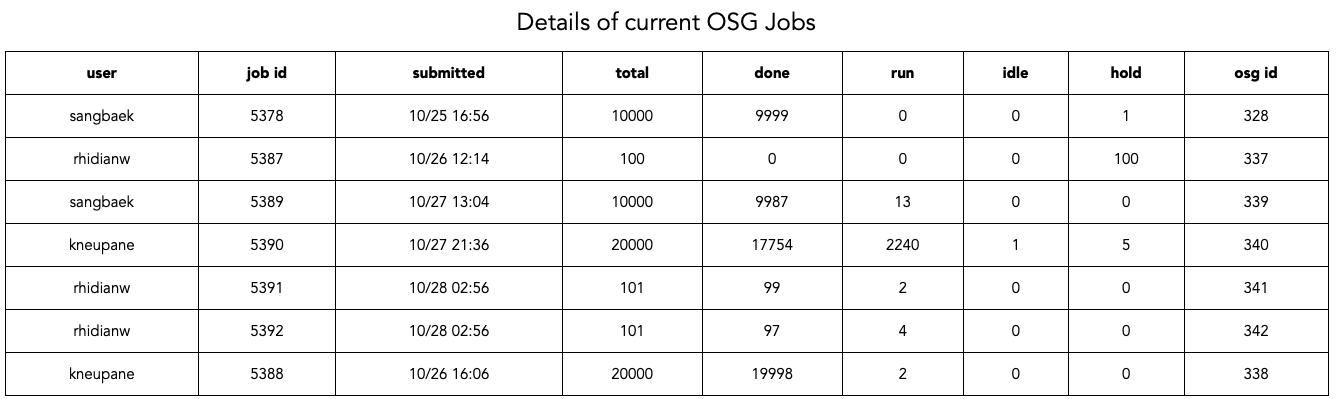 Details of current OSG Jobs
user job id submitted total done run idle hold osg id
sangbaek 5378 10/25 16:56 10000 9999 0 0 1 328
rhidianw 5387 10/26 12:14 100 0 0 0 100 337
sangbaek 5389 10/27 13:04 10000 9987 13 0 0 339
kneupane 5390 10/27 21:36 20000 17754 2240 1 5 340
rhidianw 5391 10/28 02:56 101 99 2 0 0 341
rhidianw 5392 10/28 02:56 101 97 4 0 0 342
kneupane 5388 10/26 16:06 20000 19998 2 0 0 338